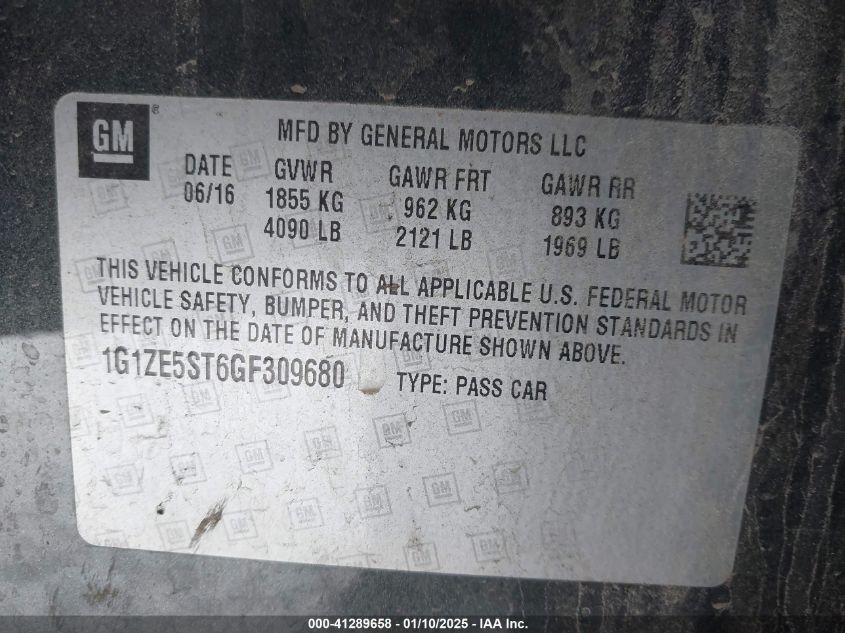 GM®
MFD BY GENERAL MOTORS LLC
DATE GVWR GAWR FRT GAWR RR
06/16 1855 KG 962 KG 893 KG
4090 LB 2121 LB 1969 LB
THIS VEHICLE CONFORMS TO ALL APPLICABLE U.S. FEDERAL MOTOR
VEHICLE SAFETY, BUMPER, AND THEFT PREVENTION STANDARDS IN
EFFECT ON THE DATE OF MANUFACTURE SHOWN ABOVE.
1G1ZE5ST6GF309680 TYPE: PASS CAR
000-41289658 - 01/10/2025 - IAA Inc.